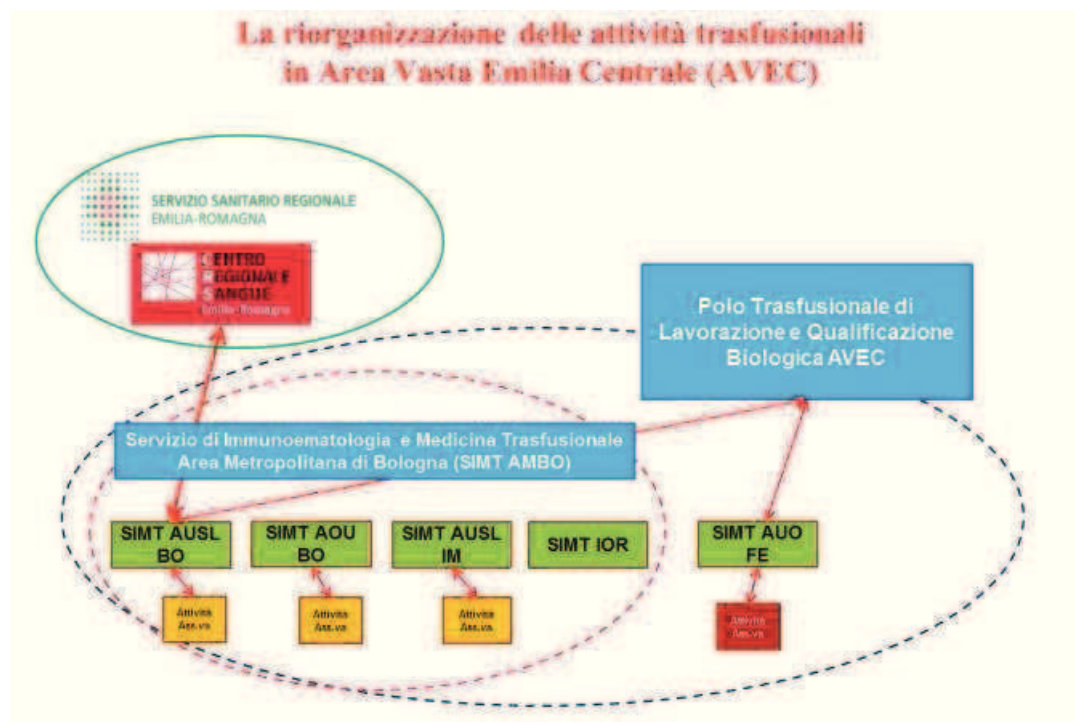 La riorganizzazione delle attività trasfusionali
in Area Vasta Emilia Centrale (AVEC)
SERVIZIO SANITARIO REGIONALE
EMILIA-ROMAGNA
CENTRO
REGIONALE
SANGUE
Emilia-Romagna
Polo Trasfusionale di
Lavorazione e Qualificazione
Biologica AVEC
Servizio di Immunoematologia e Medicina Trasfusionale
Area Metropolitana di Bologna (SIMT AMBO)
SIMT AUSL
BO
SIMT AOU
BO
SIMT AUSL
IM
SIMT IOR
SIMT AUO
FE
Attività
Ass.va
Attività
Ass.va
Attività
Ass.va
Attività
Ass.va